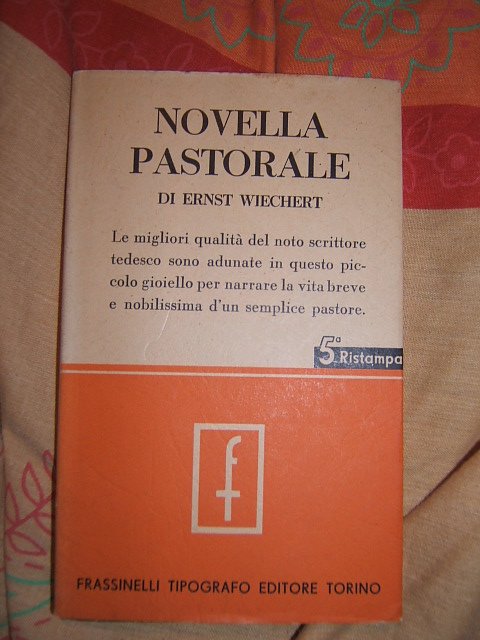 NOVELLA
PASTORALE
DI ERNST WIECHERT
Le migliori qualità del noto scrittore
tedesco sono adunate in questo pic-
colo gioiello per narrare la vita breve
e nobilissima d'un semplice pastore.
5ª Ristampa
f
FRASSINELLI TIPOGRAFO EDITORE TORINO